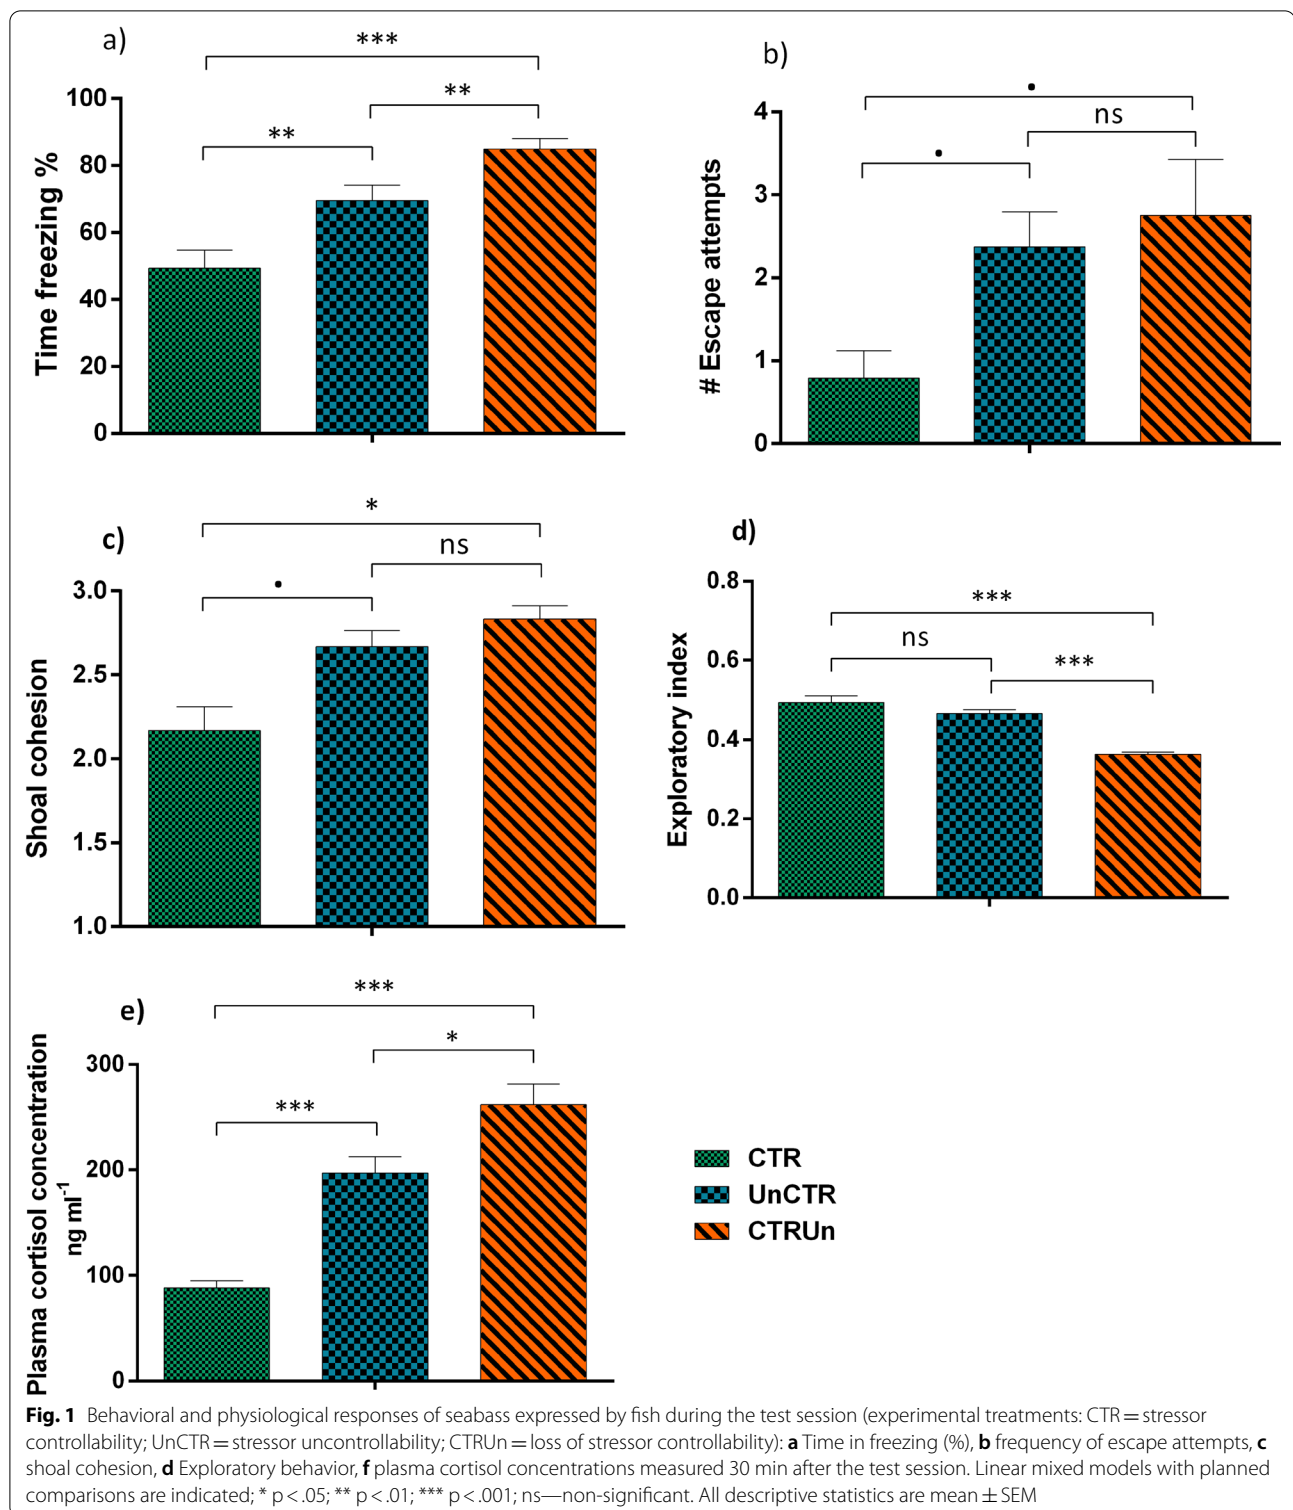 a)
***
**
**
100
80
60
40
20
0
Time freezing %
b)
▪
ns
▪
4
3
2
1
0
# Escape attempts
c)
*
ns
▪
3.0
2.5
2.0
1.5
1.0
Shoal cohesion
d)
***
ns
***
0.8
0.6
0.4
0.2
0.0
Exploratory index
e)
***
*
***
300
200
100
0
Plasma cortisol concentration
ng ml⁻¹
CTR
UnCTR
CTRUn
Fig. 1 Behavioral and physiological responses of seabass expressed by fish during the test session (experimental treatments: CTR = stressor
controllability; UnCTR = stressor uncontrollability; CTRUn = loss of stressor controllability): a Time in freezing (%), b frequency of escape attempts, c
shoal cohesion, d Exploratory behavior, f plasma cortisol concentrations measured 30 min after the test session. Linear mixed models with planned
comparisons are indicated; * p < .05; ** p < .01; *** p < .001; ns—non-significant. All descriptive statistics are mean ± SEM